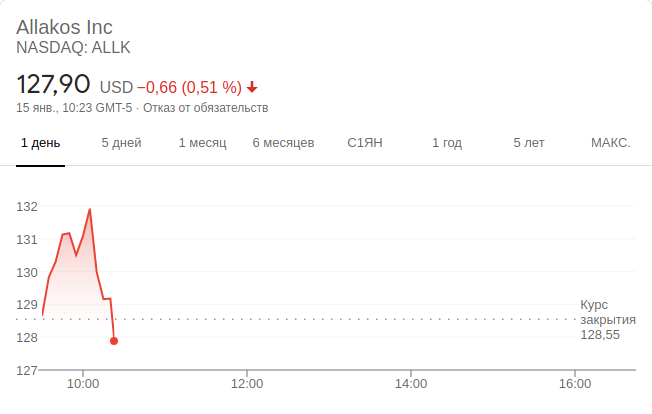 Allakos Inc
NASDAQ: ALLK
127,90 USD −0,66 (0,51 %)
15 янв., 10:23 GMT-5 · Отказ от обязательств
1 день 5 дней 1 месяц 6 месяцев С1ЯН 1 год 5 лет МАКС.
132
131
130
129
128
127
Курс
закрытия
128,55
10:00 12:00 14:00 16:00